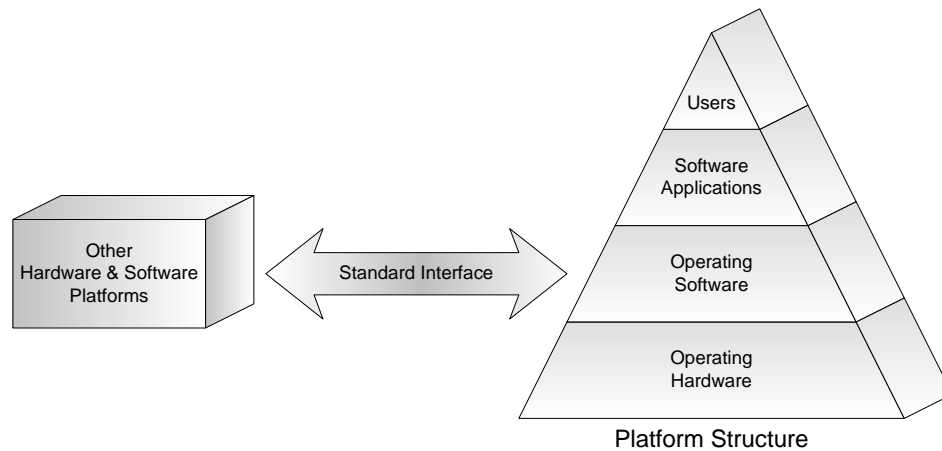 Other
Hardware & Software
Platforms
Standard Interface
Users
Software
Applications
Operating
Software
Operating
Hardware
Platform Structure